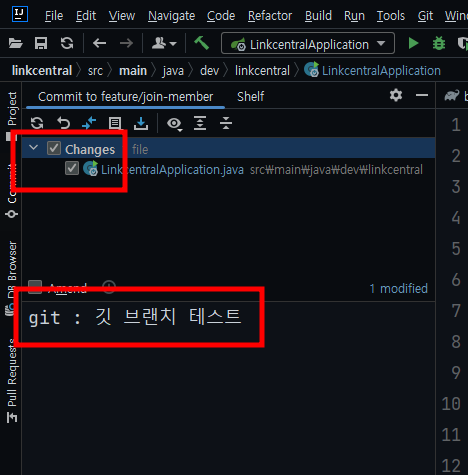 IJ File Edit View Navigate Code Refactor Build Run Tools Git Win
LinkcentralApplication
linkcentral src main java dev linkcentral LinkcentralApplication
Commit to feature/join-member Shelf
Project
Commit
DB Browser
Pull Requests
Changes file
LinkcentralApplication.java src\main\java\dev\linkcentral
Amend 1 modified
git : 깃 브랜치 테스트
1
2
3
4
5
6
7
8
9
10
11
12